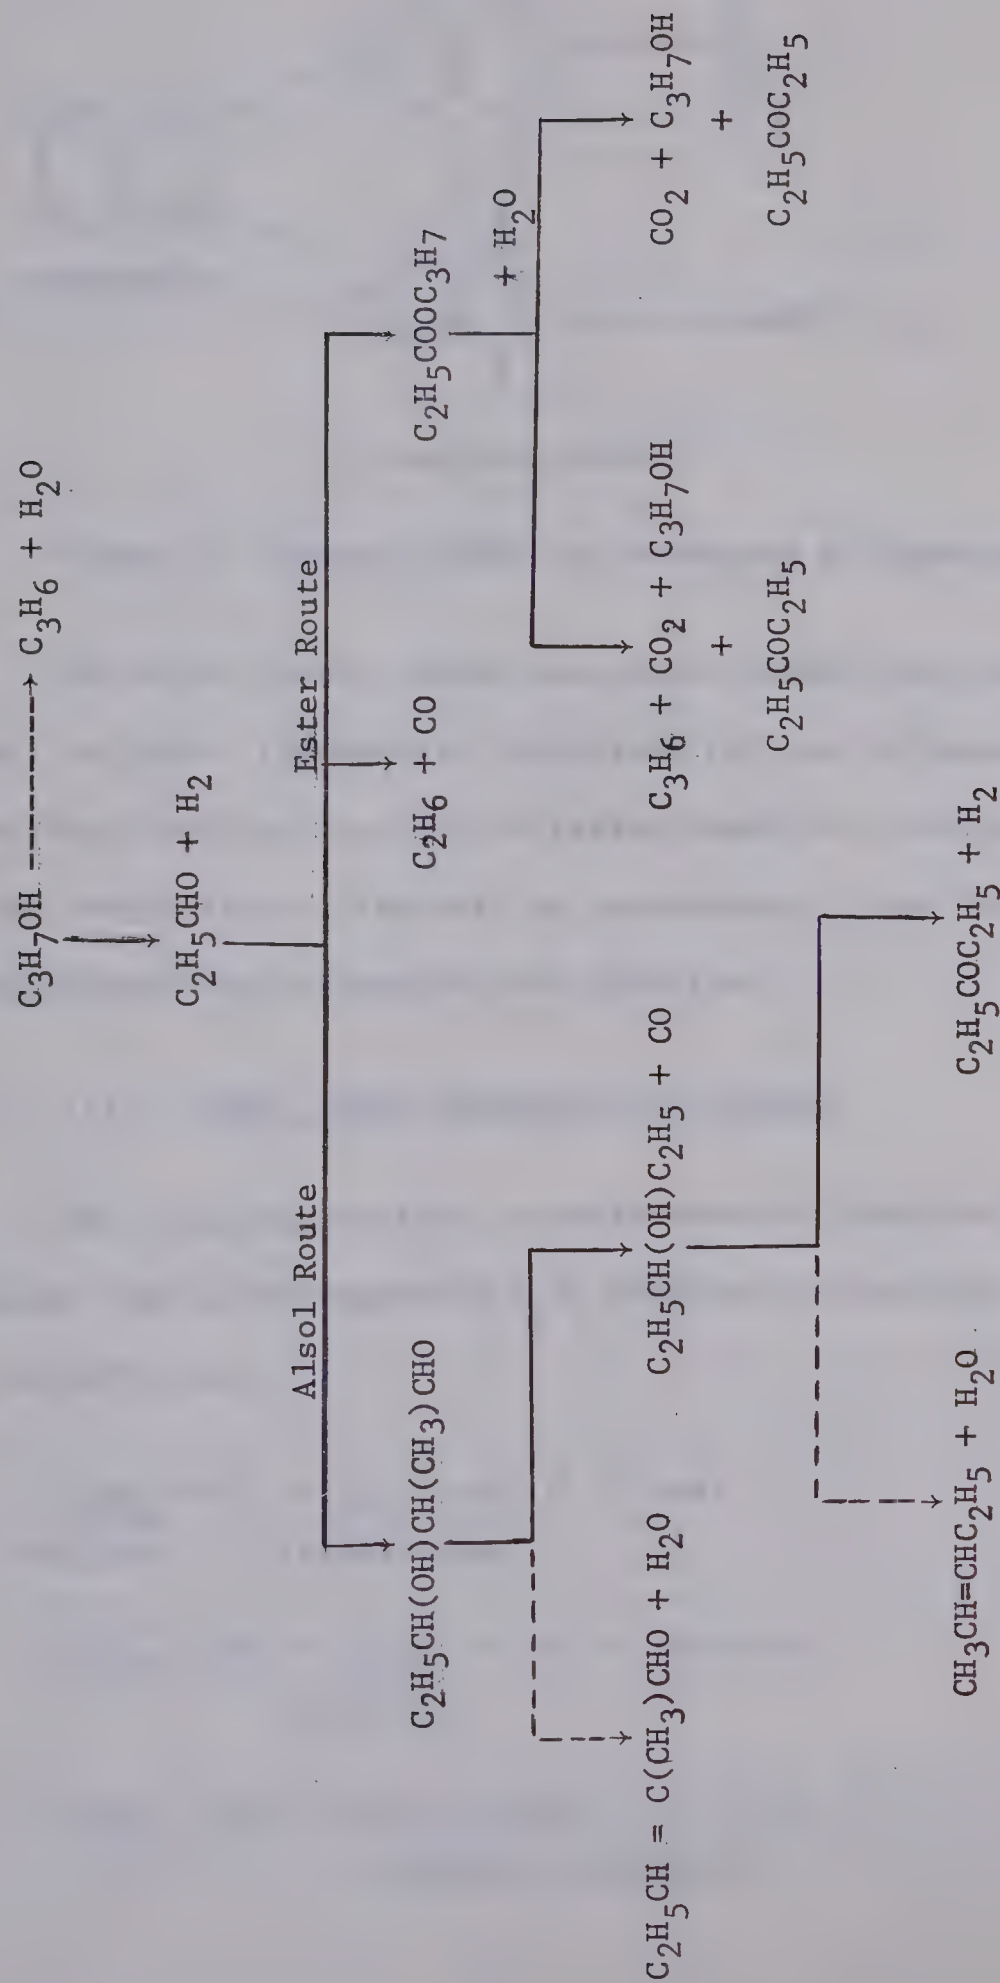 C3H7OH → C3H6 + H2O
C2H5CHO + H2
Alsol Route Ester Route
C2H5CH(OH)CH(CH3)CHO C2H6 + CO C2H5COOC3H7
+ H2O
C2H5CH = C(CH3)CHO + H2O C2H5CH(OH)C2H5 + CO C3H6 + CO2 + C3H7OH CO2 + C3H7OH
+ +
C2H5COC2H5 C2H5COC2H5
CH3CH=CHC2H5 + H2O C2H5COC2H5 + H2